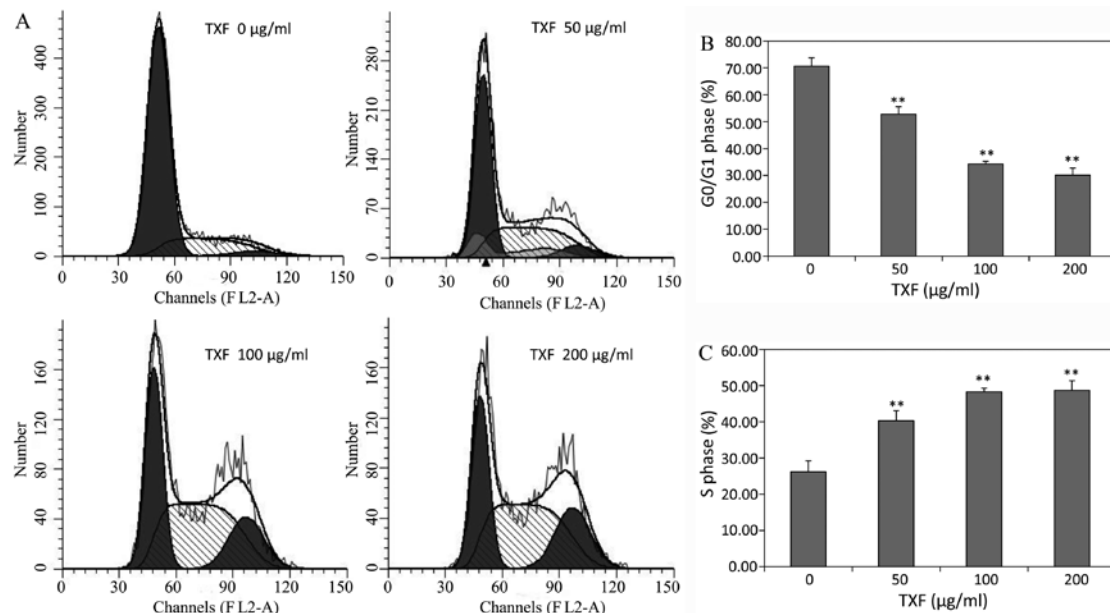 A
TXF 0 µg/ml
Number
400
300
200
100
0
0 30 60 90 120 150
Channels (FL2-A)
TXF 50 µg/ml
Number
280
210
140
70
0
0 30 60 90 120 150
Channels (FL2-A)
TXF 100 µg/ml
Number
160
120
80
40
0
0 30 60 90 120 150
Channels (FL2-A)
TXF 200 µg/ml
Number
160
120
80
40
0
0 30 60 90 120 150
Channels (FL2-A)
B
G0/G1 phase (%)
80.00
70.00
60.00
50.00
40.00
30.00
20.00
10.00
0.00
**
**
**
0 50 100 200
TXF (µg/ml)
C
S phase (%)
60.00
50.00
40.00
30.00
20.00
10.00
0.00
**
**
**
0 50 100 200
TXF (µg/ml)